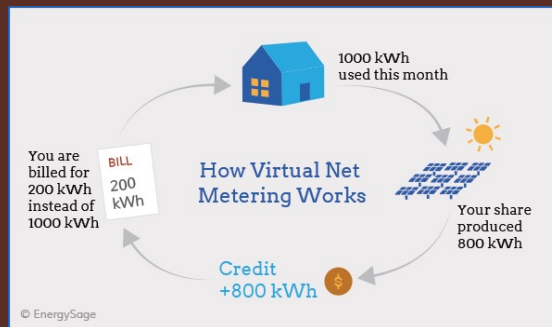 How Virtual Net
Metering Works
1000 kWh
used this month
Your share
produced
800 kWh
Credit
+800 kWh
$
You are
billed for
200 kWh
instead of
1000 kWh
BILL
200
kWh
© EnergySage